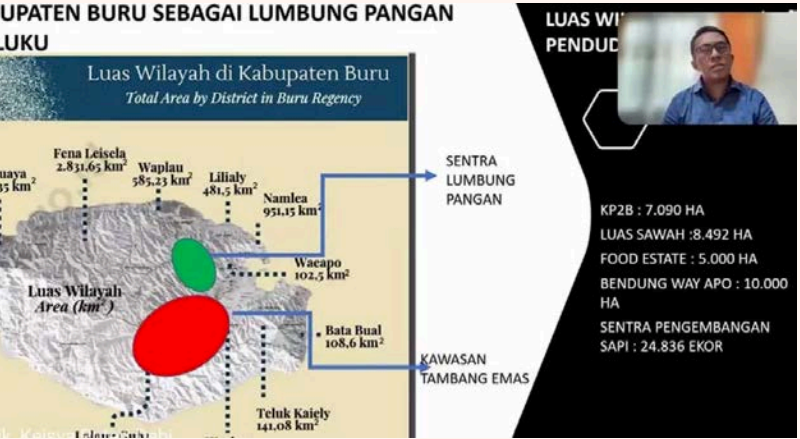 UPATEN BURU SEBAGAI LUMBUNG PANGAN
LUKU
Luas Wilayah di Kabupaten Buru
Total Area by District in Buru Regency
Fena Leisela
2.831,65 km²
Waplau
585,23 km²
Lilialy
481,5 km²
Namlea
951,15 km²
Waeapo
102,5 km²
Luas Wilayah
Area (km²)
Bata Bual
108,6 km²
Teluk Kaiely
141,08 km²
SENTRA
LUMBUNG
PANGAN
KAWASAN
TAMBANG EMAS
LUAS
KP2B : 7.090 HA
LUAS SAWAH :8.492 HA
FOOD ESTATE : 5.000 HA
BENDUNG WAY APO : 10.000
HA
SENTRA PENGEMBANGAN
SAPI : 24.836 EKOR